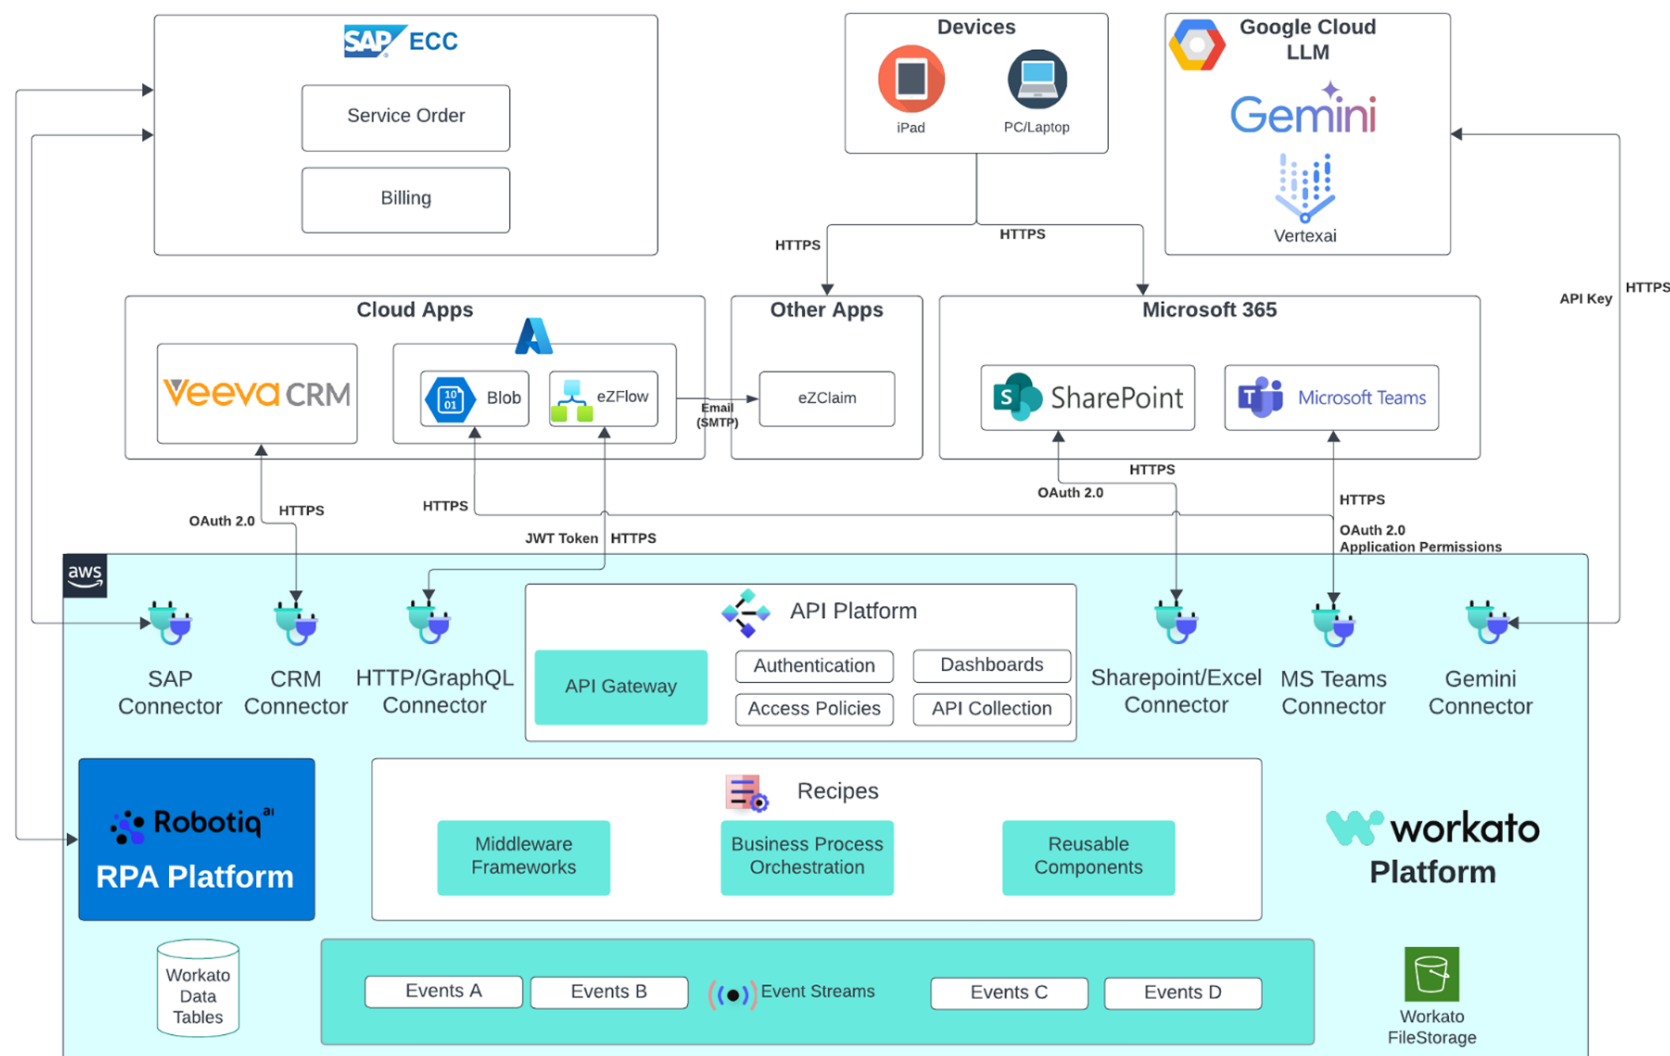 SAP ECC
Service Order
Billing
Devices
iPad
PC/Laptop
Google Cloud
LLM
Gemini
Vertexai
HTTPS
HTTPS
API Key
HTTPS
Cloud Apps
Veeva CRM
10
01
Blob
eZFlow
Email
(SMTP)
Other Apps
eZClaim
Microsoft 365
S
SharePoint
T
Microsoft Teams
OAuth 2.0
HTTPS
HTTPS
JWT Token
HTTPS
HTTPS
OAuth 2.0
HTTPS
OAuth 2.0
Application Permissions
aws
SAP
Connector
CRM
Connector
HTTP/GraphQL
Connector
API Platform
API Gateway
Authentication
Dashboards
Access Policies
API Collection
Sharepoint/Excel
Connector
MS Teams
Connector
Gemini
Connector
Robotiq ai
RPA Platform
Recipes
Middleware
Frameworks
Business Process
Orchestration
Reusable
Components
workato
Platform
Workato
Data
Tables
Events A
Events B
Event Streams
Events C
Events D
Workato
FileStorage